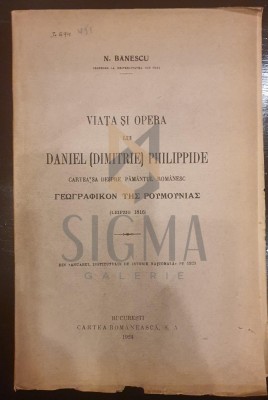 N. BANESCU
VIAȚA ȘI OPERA
LUI
DANIEL (DIMITRIE) PHILIPPIDE
CARTEA SA DESPRE PĂMÂNTUL ROMÂNESC
ΓΕΩΓΡΑΦΙΚΟΝ ΤΗΣ ΡΟΥΜΟΥΝΙΑΣ
(LEIPZIG 1816)
SIGMA
GALERIE
BUCUREȘTI
CARTEA ROMÂNEASCĂ, S. A.